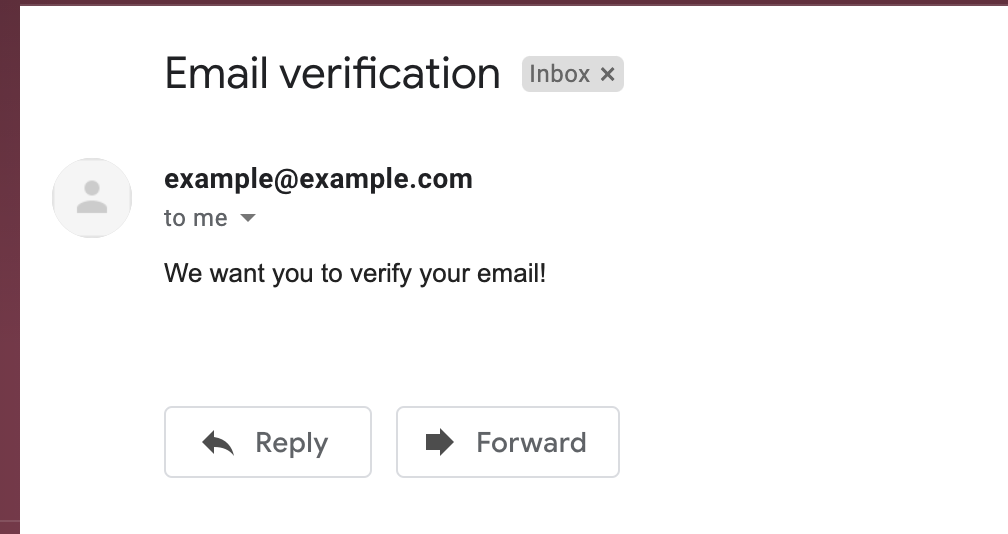 Email verification Inbox ×
example@example.com
to me
We want you to verify your email!
Reply Forward